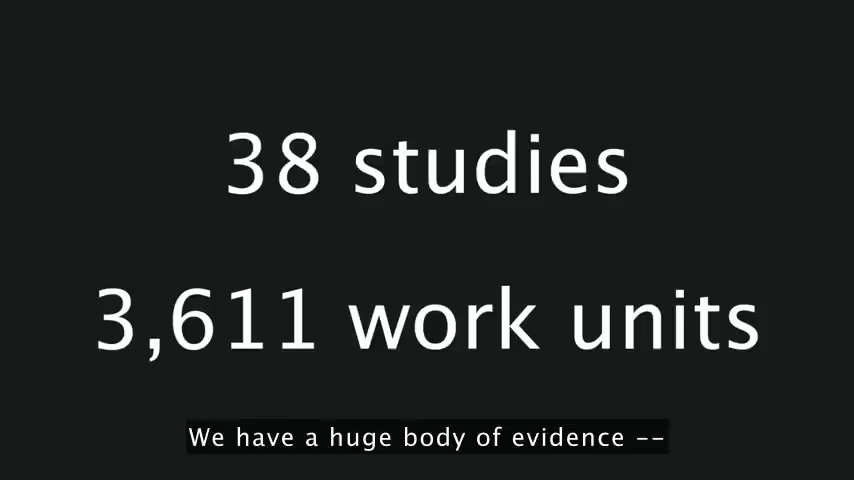 38 studies
3,611 work units
We have a huge body of evidence --